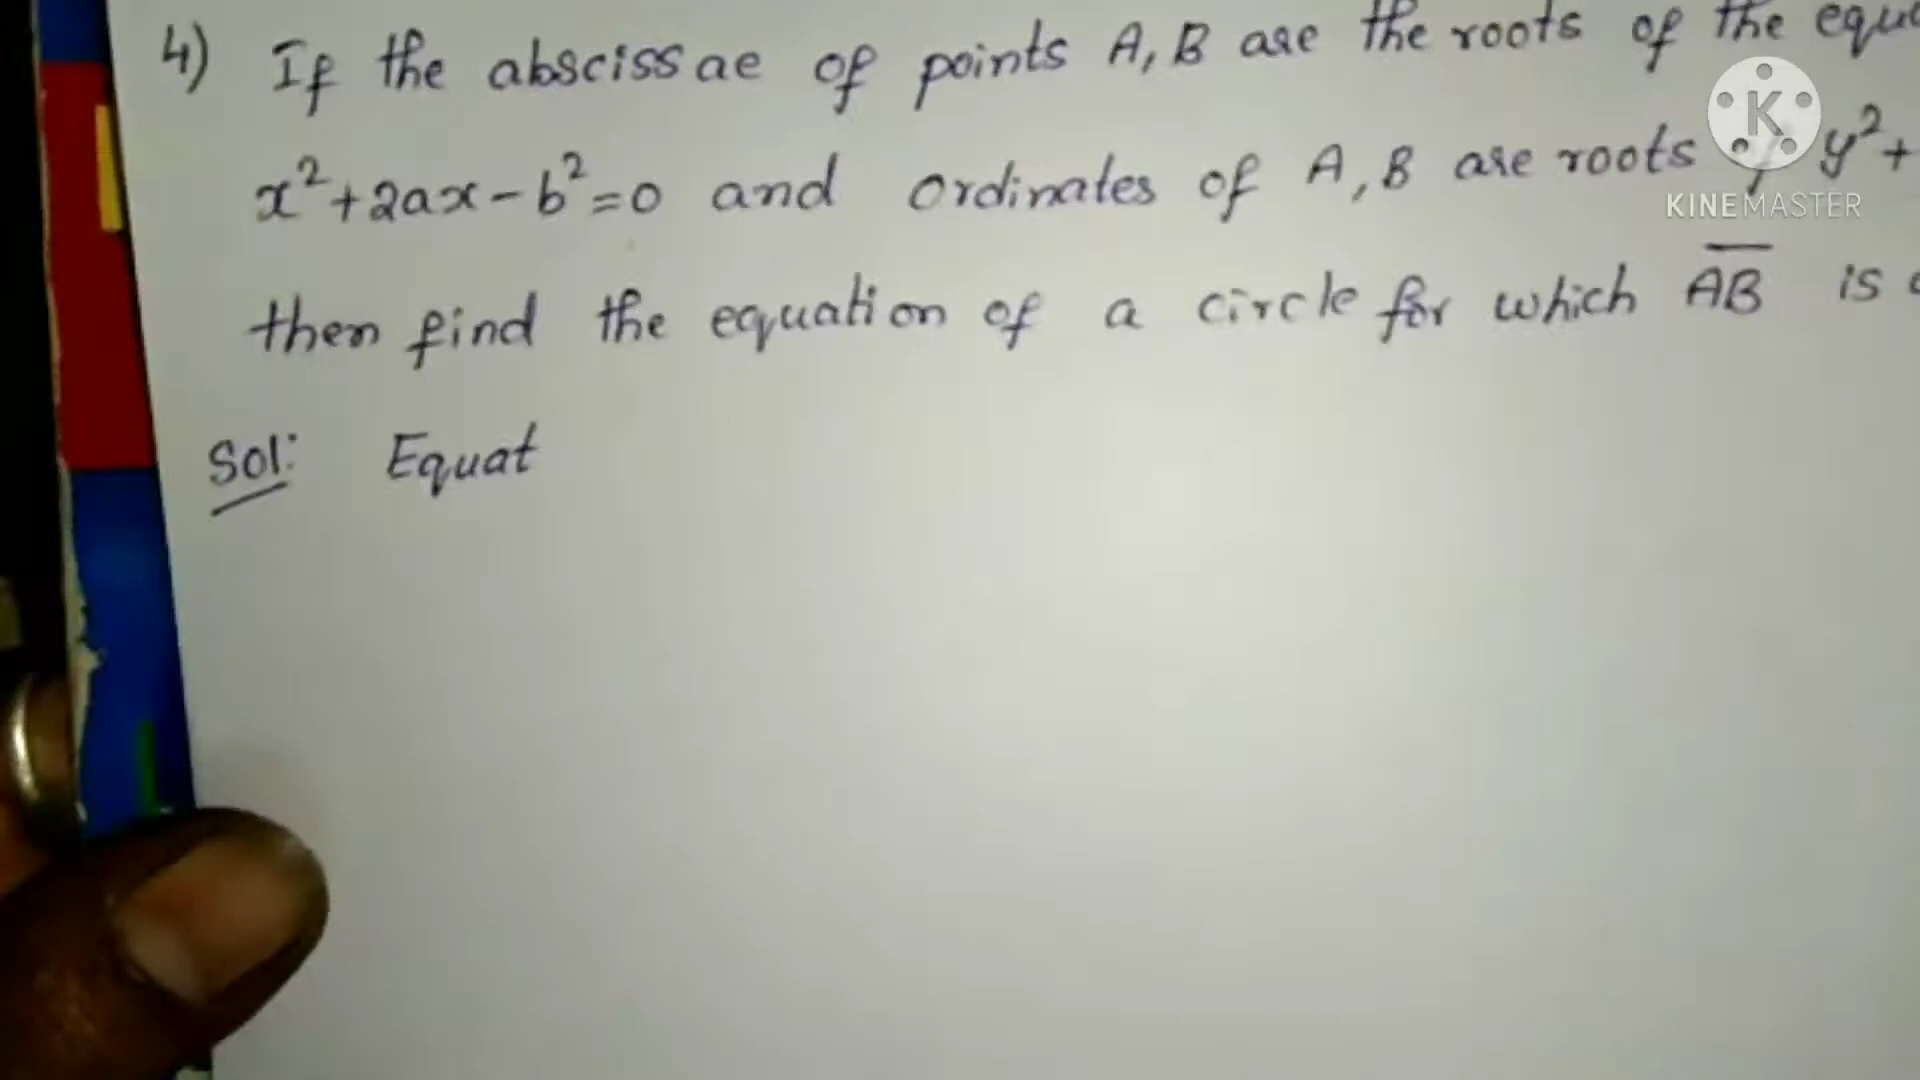 4) If the abscissae of points A, B are the roots of the equa
x²+2ax-b²=0 and ordinates of A, B are roots y²+
then find the equation of a circle for which AB is
Sol: Equat
K
KINEMASTER